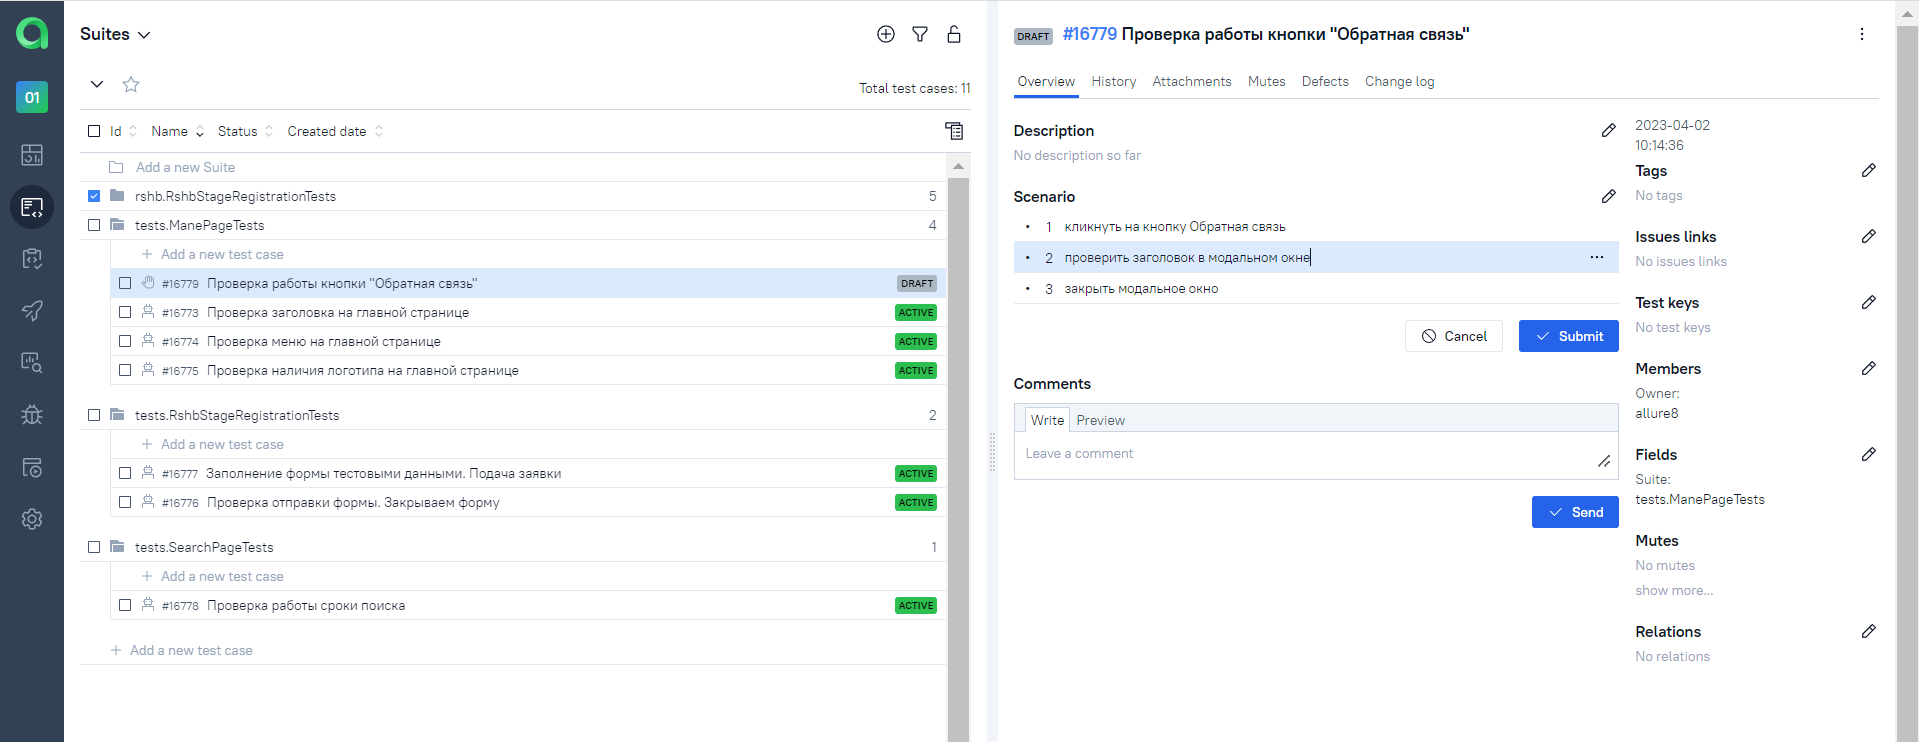 01
Suites
Total test cases: 11
Id Name Status Created date
Add a new Suite
rshb.RshbStageRegistrationTests 5
tests.ManePageTests 4
Add a new test case
#16779 Проверка работы кнопки "Обратная связь" DRAFT
#16773 Проверка заголовка на главной странице ACTIVE
#16774 Проверка меню на главной странице ACTIVE
#16775 Проверка наличия логотипа на главной странице ACTIVE
tests.RshbStageRegistrationTests 2
Add a new test case
#16777 Заполнение формы тестовыми данными. Подача заявки ACTIVE
#16776 Проверка отправки формы. Закрываем форму ACTIVE
tests.SearchPageTests 1
Add a new test case
#16778 Проверка работы сроки поиска ACTIVE
Add a new test case
DRAFT #16779 Проверка работы кнопки "Обратная связь"
Overview History Attachments Mutes Defects Change log
Description
No description so far
Scenario
1 кликнуть на кнопку Обратная связь
2 проверить заголовок в модальном окне
3 закрыть модальное окно
Cancel Submit
Comments
Write Preview
Leave a comment
Send
2023-04-02
10:14:36
Tags
No tags
Issues links
No issues links
Test keys
No test keys
Members
Owner:
allure8
Fields
Suite:
tests.ManePageTests
Mutes
No mutes
show more...
Relations
No relations